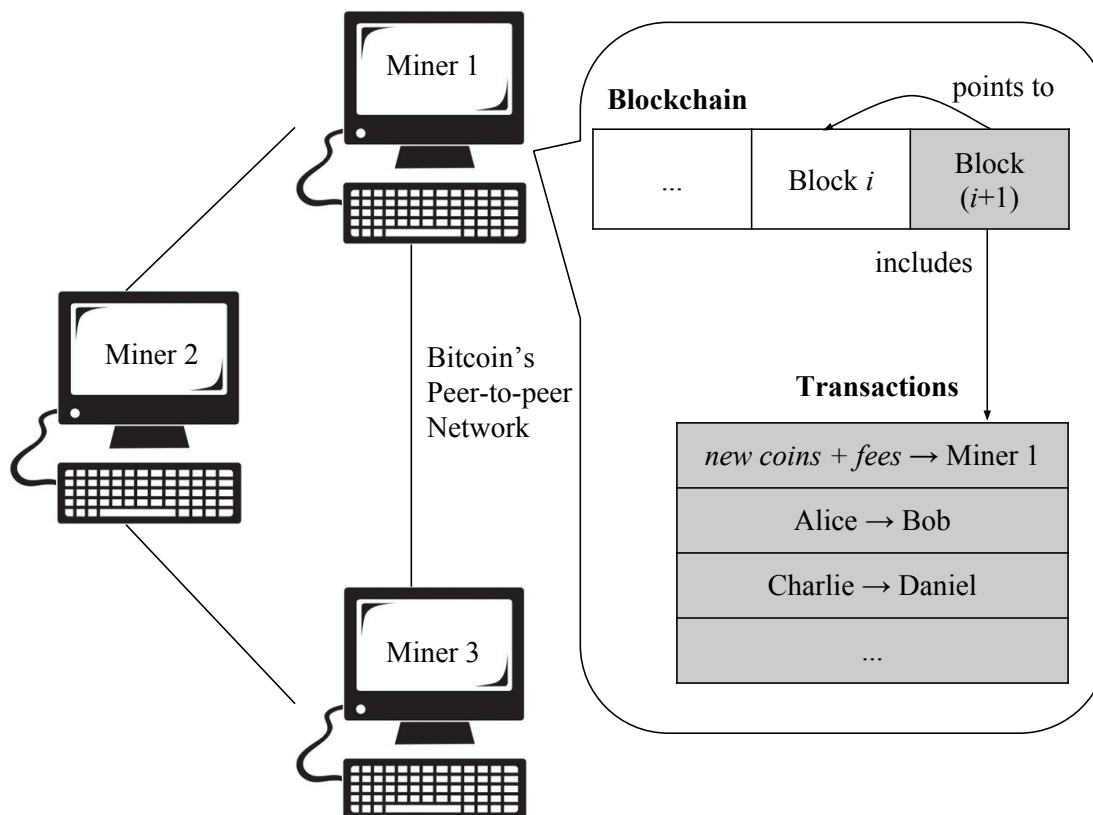 Miner 1
Miner 2
Miner 3
Bitcoin’s
Peer-to-peer
Network
Blockchain
points to
...
Block i
Block
(i+1)
includes
Transactions
new coins + fees → Miner 1
Alice → Bob
Charlie → Daniel
...